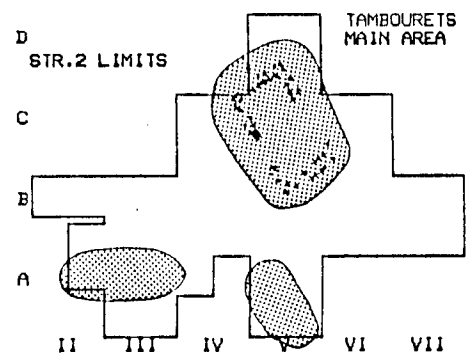 D
TAMBOURETS
MAIN AREA
STR.2 LIMITS
C
B
A
II III IV V VI VII